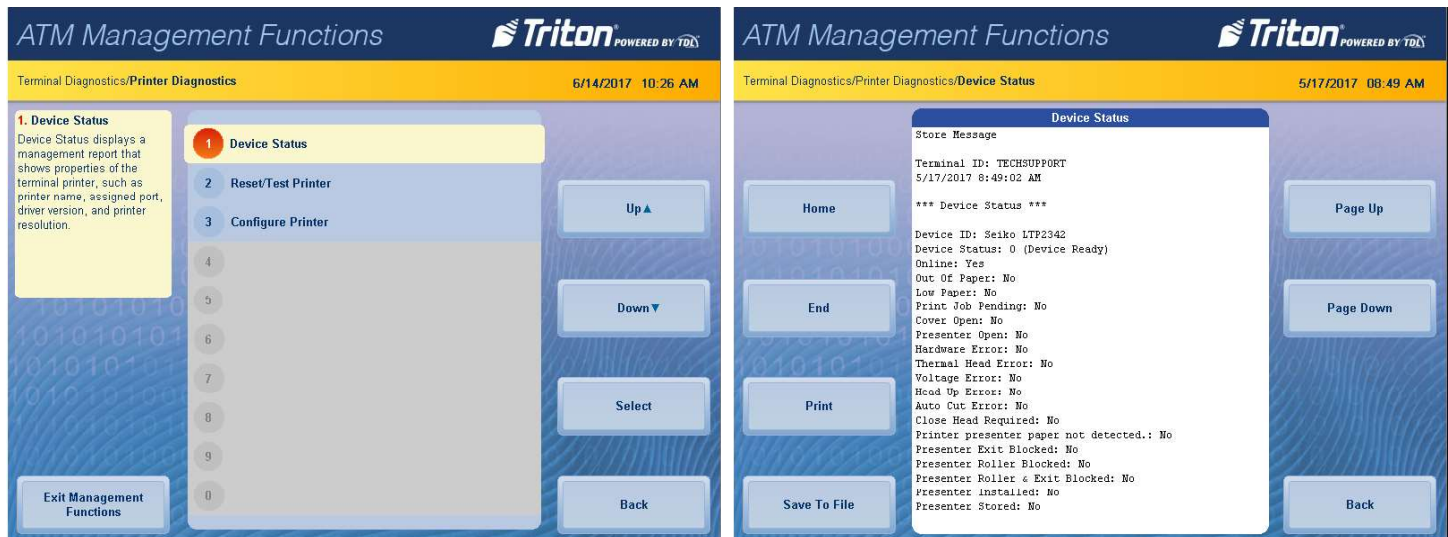 ATM Management Functions
Triton POWERED BY TDL
Terminal Diagnostics/Printer Diagnostics
6/14/2017 10:26 AM
1. Device Status
Device Status displays a
management report that
shows properties of the
terminal printer, such as
printer name, assigned port,
driver version, and printer
resolution.
1 Device Status
2 Reset/Test Printer
3 Configure Printer
4
5
6
7
8
9
0
Up▲
Down▼
Select
Back
Exit Management
Functions
ATM Management Functions
Triton POWERED BY TDL
Terminal Diagnostics/Printer Diagnostics/Device Status
5/17/2017 08:49 AM
Home
End
Print
Save To File
Device Status
Store Message
Terminal ID: TECHSUPPORT
5/17/2017 8:49:02 AM
*** Device Status ***
Device ID: Seiko LTP2342
Device Status: 0 (Device Ready)
Online: Yes
Out Of Paper: No
Low Paper: No
Print Job Pending: No
Cover Open: No
Presenter Open: No
Hardware Error: No
Thermal Head Error: No
Voltage Error: No
Head Up Error: No
Auto Cut Error: No
Close Head Required: No
Printer presenter paper not detected.: No
Presenter Exit Blocked: No
Presenter Roller Blocked: No
Presenter Roller & Exit Blocked: No
Presenter Installed: No
Presenter Stored: No
Page Up
Page Down
Back